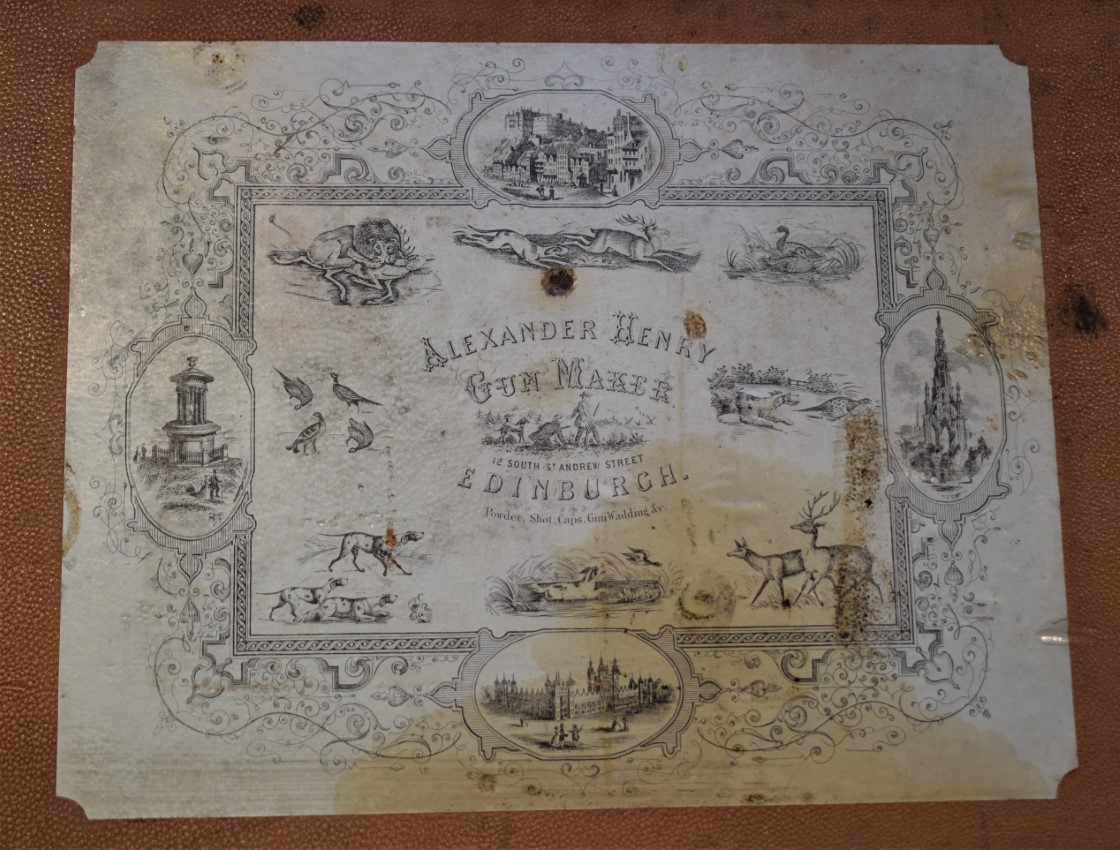 ALEXANDER HENRY
GUN MAKER
12 SOUTH ST ANDREW STREET
EDINBURGH.
Powder, Shot, Caps, Gun Wadding &c.